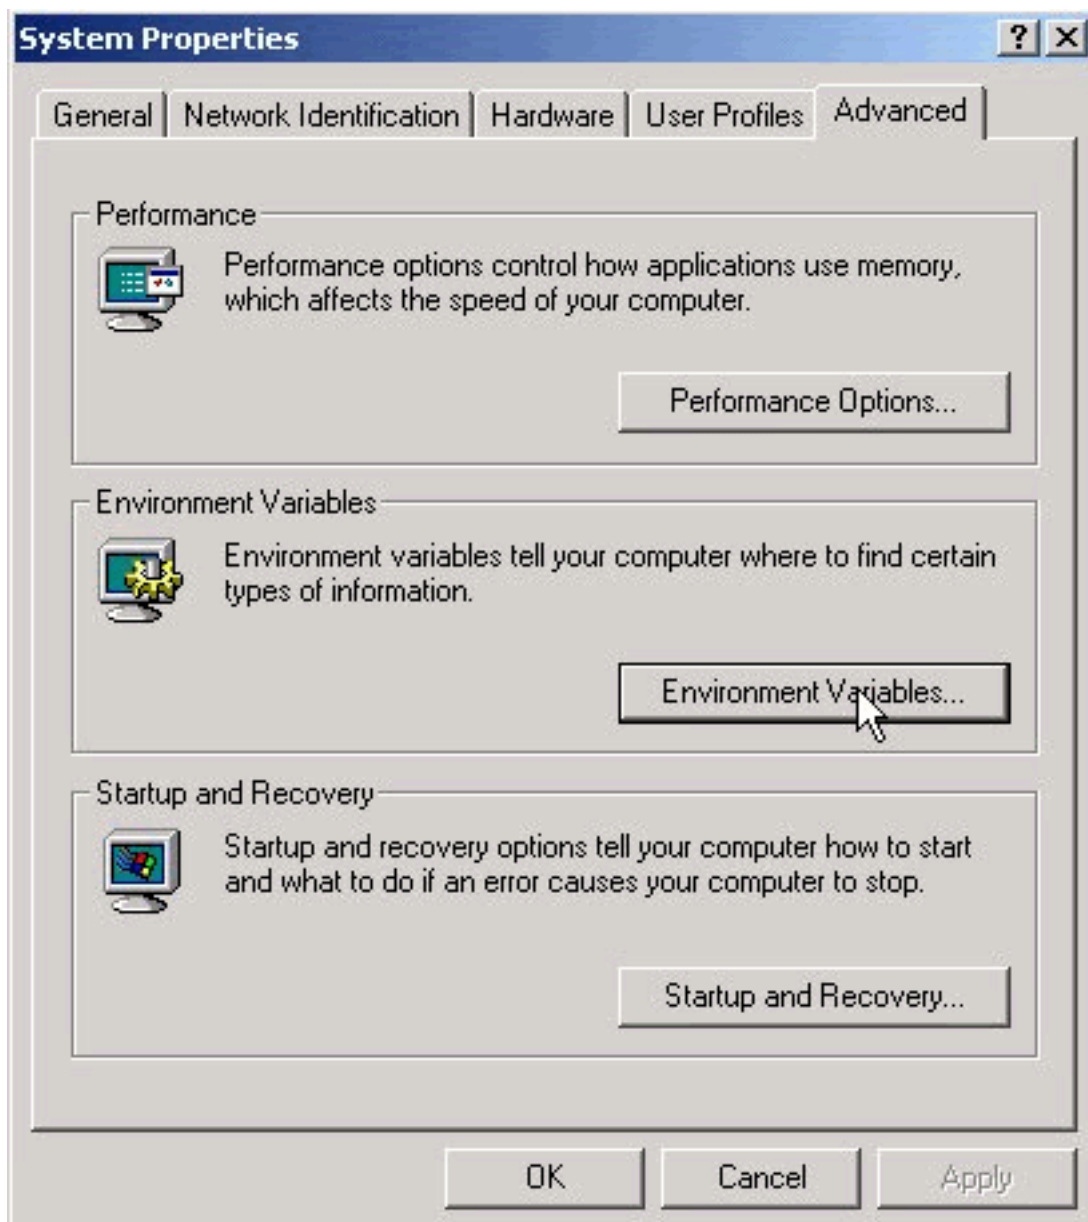 System Properties
General Network Identification Hardware User Profiles Advanced
Performance
Performance options control how applications use memory,
which affects the speed of your computer.
Performance Options...
Environment Variables
Environment variables tell your computer where to find certain
types of information.
Environment Variables...
Startup and Recovery
Startup and recovery options tell your computer how to start
and what to do if an error causes your computer to stop.
Startup and Recovery...
OK Cancel Apply